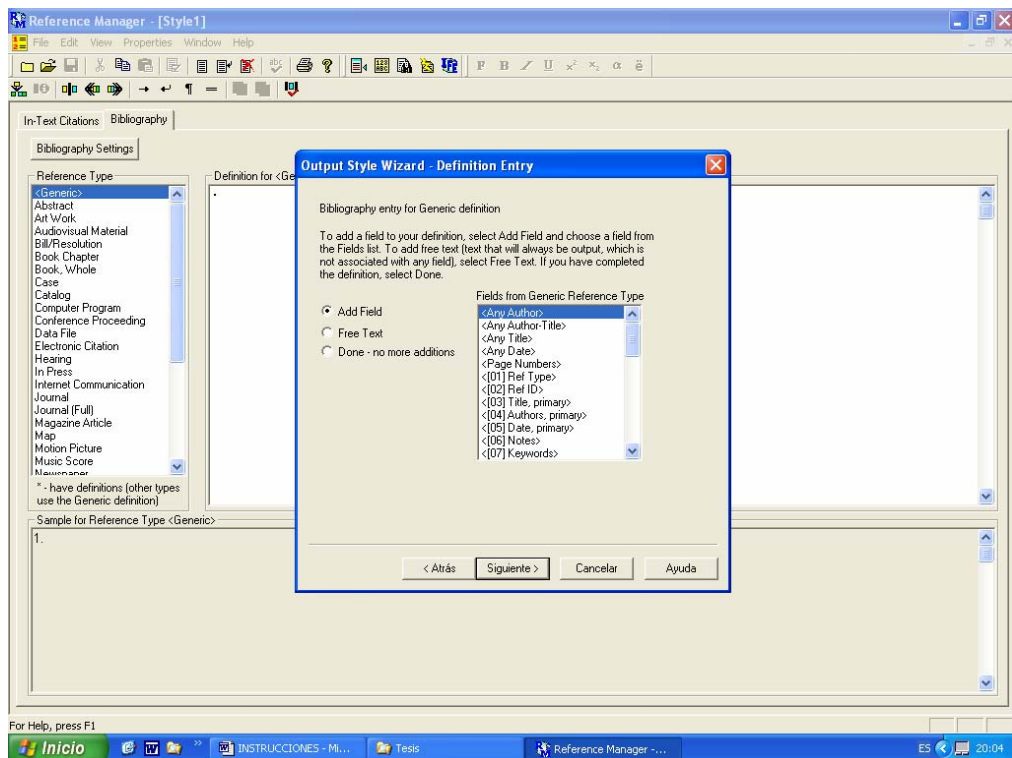 Reference Manager - [Style1]
File Edit View Properties Window Help
In-Text Citations Bibliography
Bibliography Settings
Reference Type
<Generic>
Abstract
Art Work
Audiovisual Material
Bill/Resolution
Book Chapter
Book, Whole
Case
Catalog
Computer Program
Conference Proceeding
Data File
Electronic Citation
Hearing
In Press
Internet Communication
Journal
Journal (Full)
Magazine Article
Map
Motion Picture
Music Score
Newspaper
* - have definitions (other types
use the Generic definition)
Definition for <Ge
.
Output Style Wizard - Definition Entry
Bibliography entry for Generic definition
To add a field to your definition, select Add Field and choose a field from
the Fields list. To add free text (text that will always be output, which is
not associated with any field), select Free Text. If you have completed
the definition, select Done.
Add Field
Free Text
Done - no more additions
Fields from Generic Reference Type
<Any Author>
<Any Author-Title>
<Any Title>
<Any Date>
<Page Numbers>
<[01] Ref Type>
<[02] Ref ID>
<[03] Title, primary>
<[04] Authors, primary>
<[05] Date, primary>
<[06] Notes>
<[07] Keywords>
< Atrás Siguiente > Cancelar Ayuda
Sample for Reference Type <Generic>
1.
For Help, press F1
Inicio INSTRUCCIONES - Mi... Tesis Reference Manager -... ES 20:04